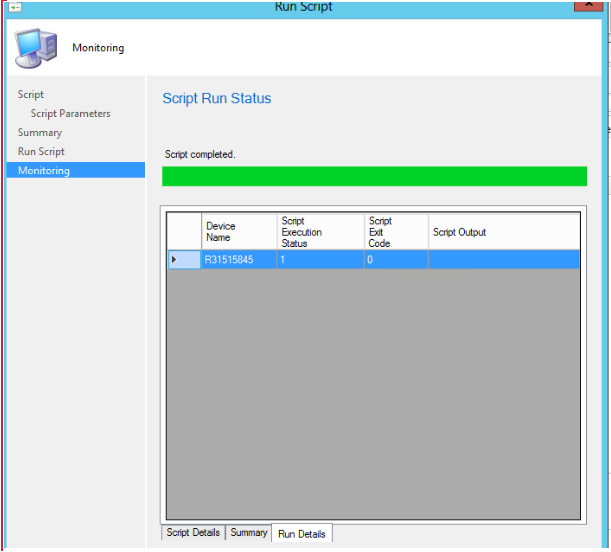 Run Script
Monitoring
Script
Script Parameters
Summary
Run Script
Monitoring
Script Run Status
Script completed.
Device
Name
Script
Execution
Status
Script
Exit
Code
Script Output
R31515845
1
0
Script Details
Summary
Run Details